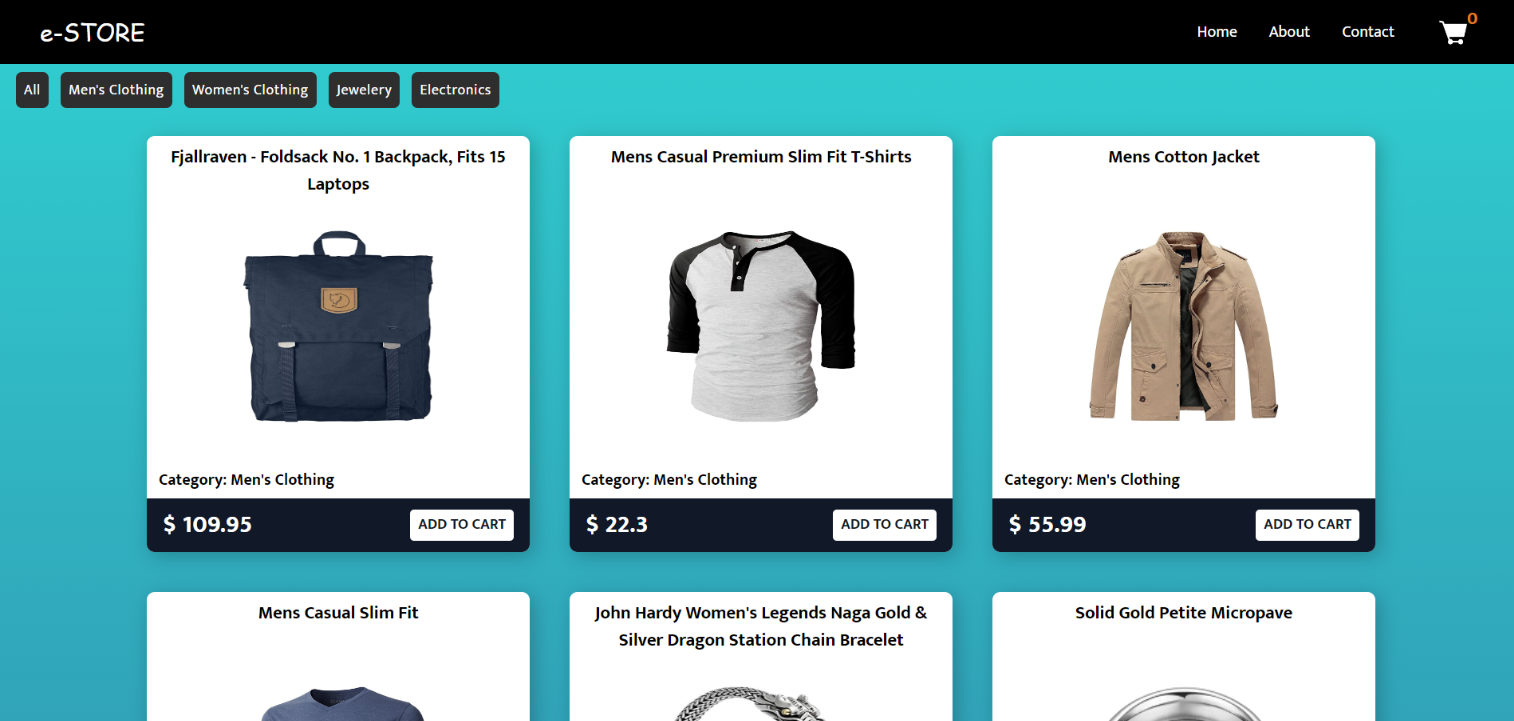 e-STORE
Home About Contact 0
All Men's Clothing Women's Clothing Jewelery Electronics
Fjallraven - Foldsack No. 1 Backpack, Fits 15
Laptops
Category: Men's Clothing
$ 109.95 ADD TO CART
Mens Casual Premium Slim Fit T-Shirts
Category: Men's Clothing
$ 22.3 ADD TO CART
Mens Cotton Jacket
Category: Men's Clothing
$ 55.99 ADD TO CART
Mens Casual Slim Fit
John Hardy Women's Legends Naga Gold &
Silver Dragon Station Chain Bracelet
Solid Gold Petite Micropave